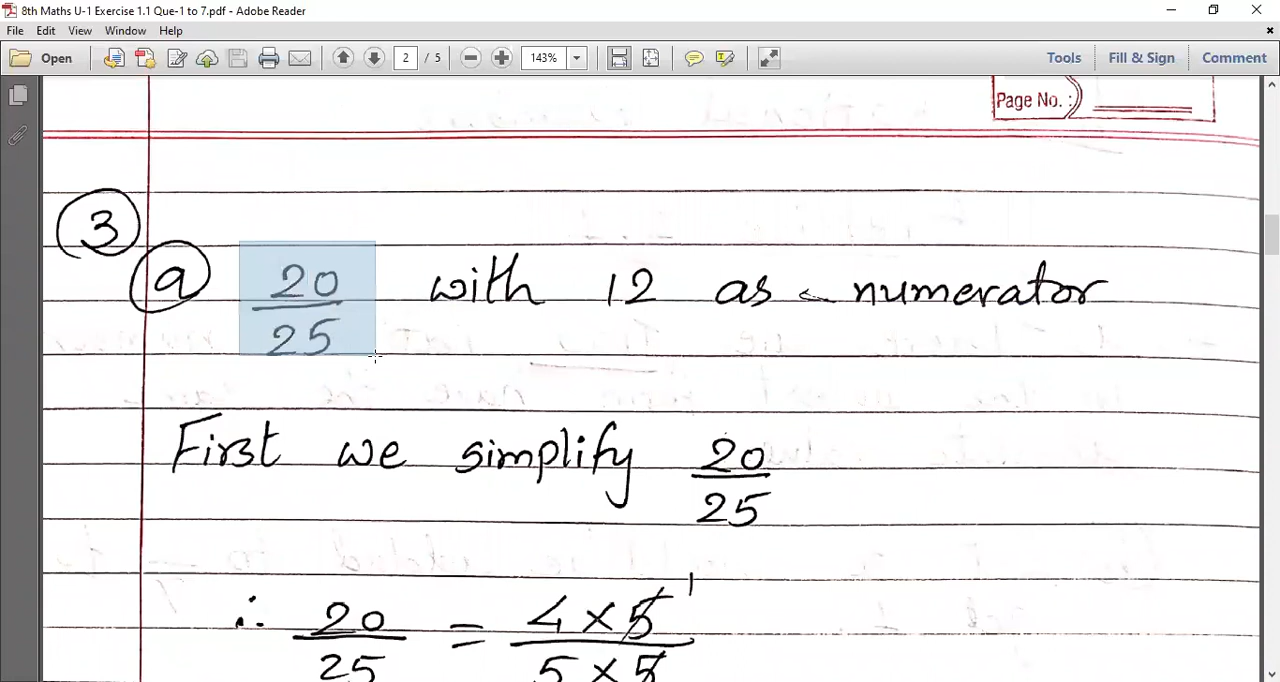 8th Maths U-1 Exercise 1.1 Que-1 to 7.pdf - Adobe Reader
File Edit View Window Help
Open 2 / 5 143% Tools Fill & Sign Comment
Page No. :
3
a 20/25 with 12 as numerator
First we simplify 20/25
∴ 20/25 = 4 × 5 1 / 5 × 5